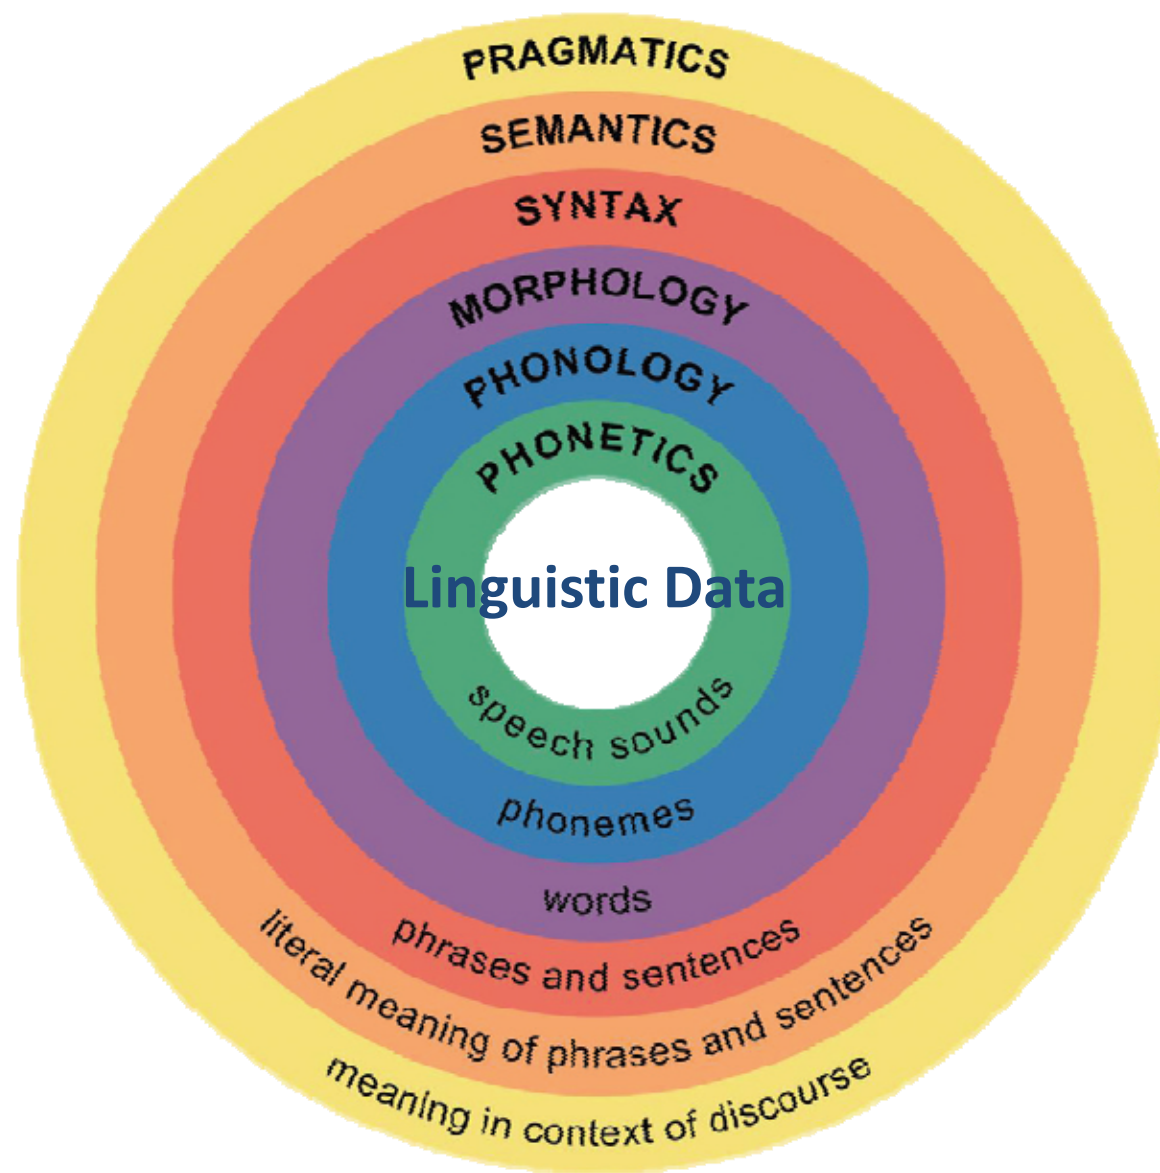 PRAGMATICS
SEMANTICS
SYNTAX
MORPHOLOGY
PHONOLOGY
PHONETICS
Linguistic Data
speech sounds
phonemes
words
phrases and sentences
literal meaning of phrases and sentences
meaning in context of discourse